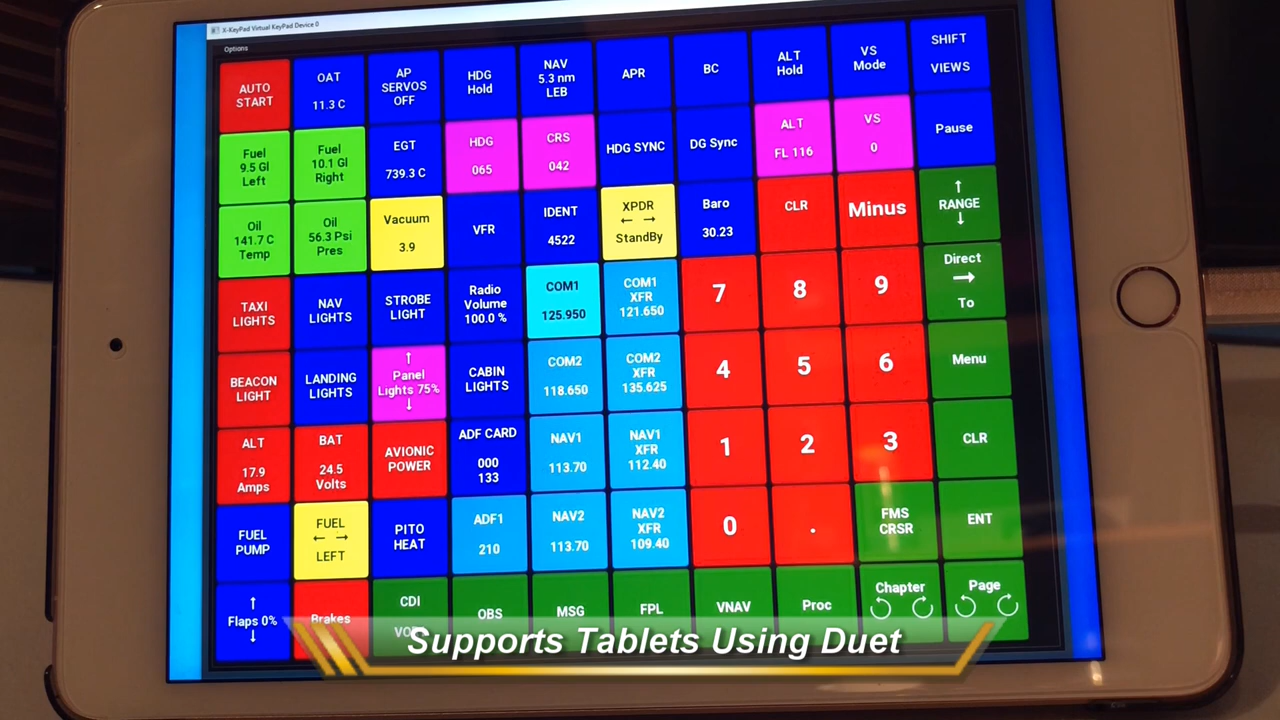 X-KeyPad Virtual KeyPad Device 0
Options
AUTO
START
OAT
11.3 C
AP
SERVOS
OFF
HDG
Hold
NAV
5.3 nm
LEB
APR
BC
ALT
Hold
VS
Mode
SHIFT
VIEWS
Fuel
9.5 Gl
Left
Fuel
10.1 Gl
Right
EGT
739.3 C
HDG
065
CRS
042
HDG SYNC
DG Sync
ALT
FL 116
VS
0
Pause
Oil
141.7 C
Temp
Oil
56.3 Psi
Pres
Vacuum
3.9
VFR
IDENT
4522
XPDR
← →
StandBy
Baro
30.23
CLR
Minus
↑
RANGE
↓
TAXI
LIGHTS
NAV
LIGHTS
STROBE
LIGHT
Radio
Volume
100.0 %
COM1
125.950
COM1
XFR
121.650
7
8
9
Direct
→
To
BEACON
LIGHT
LANDING
LIGHTS
↑
Panel
Lights 75%
↓
CABIN
LIGHTS
COM2
118.650
COM2
XFR
135.625
4
5
6
Menu
ALT
17.9
Amps
BAT
24.5
Volts
AVIONIC
POWER
ADF CARD
000
133
NAV1
113.70
NAV1
XFR
112.40
1
2
3
CLR
FUEL
PUMP
FUEL
← →
LEFT
PITO
HEAT
ADF1
210
NAV2
113.70
NAV2
XFR
109.40
0
.
FMS
CRSR
ENT
↑
Flaps 0%
↓
Brakes
CDI
OBS
MSG
FPL
VNAV
Proc
Chapter
Page
Supports Tablets Using Duet